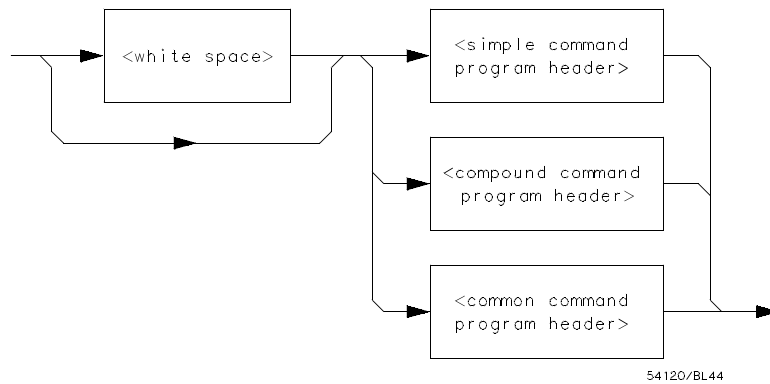 <white space>
<simple command
program header>
<compound command
program header>
<common command
program header>
54120/BL44